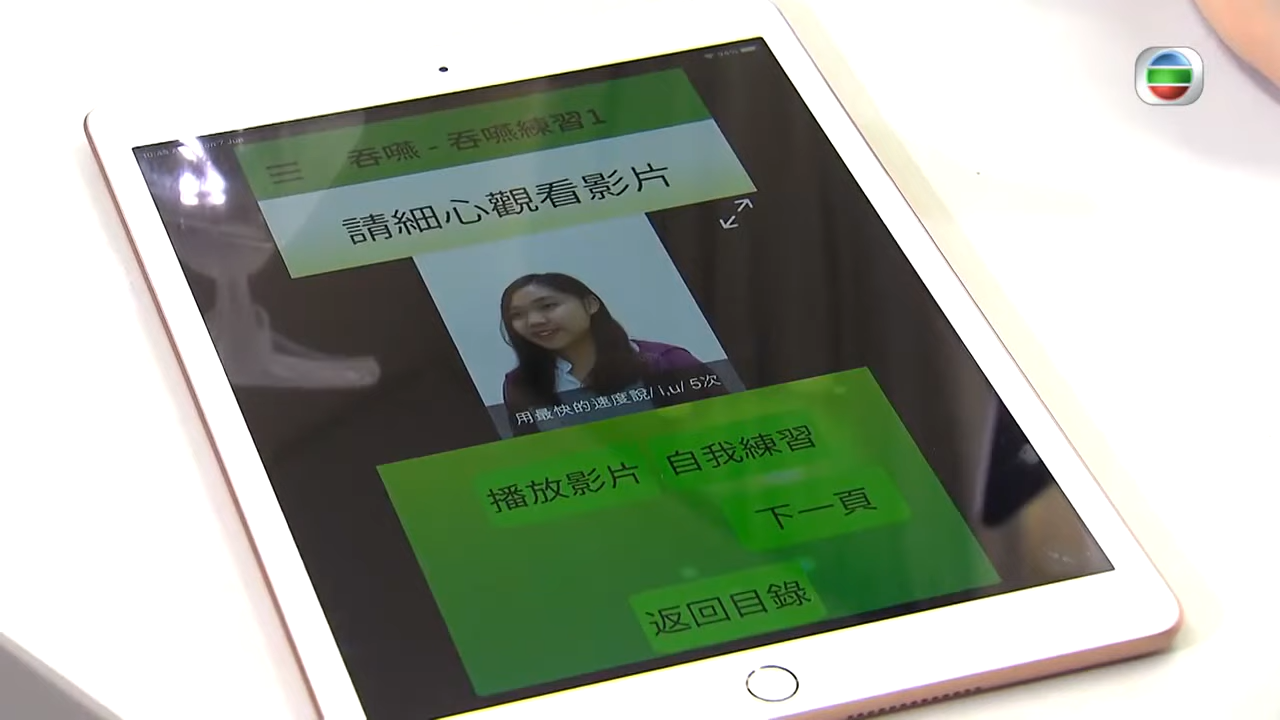 吞嚥 - 吞嚥練習1
請細心觀看影片
用最快的速度說/ i,u/ 5次
播放影片
自我練習
下一頁
返回目錄